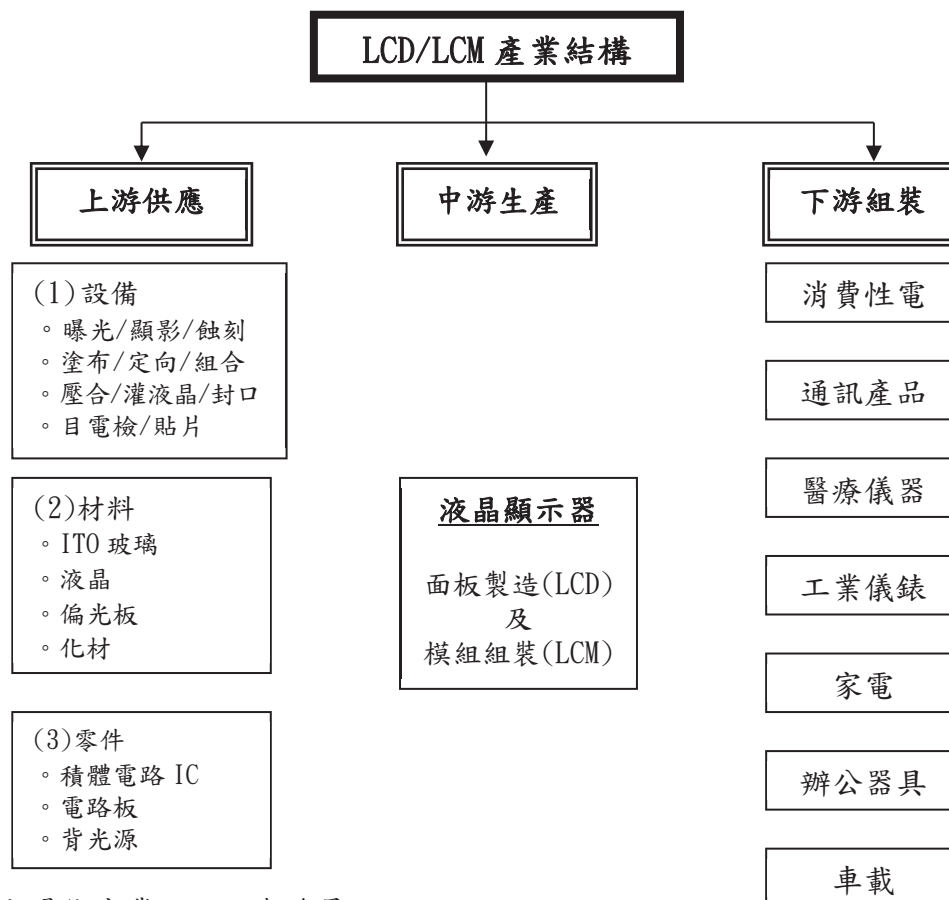 LCD/LCM 產業結構
上游供應
中游生產
下游組裝
(1)設備
。曝光/顯影/蝕刻
。塗布/定向/組合
。壓合/灌液晶/封口
。目電檢/貼片
(2)材料
。ITO 玻璃
。液晶
。偏光板
。化材
(3)零件
。積體電路 IC
。電路板
。背光源
液晶顯示器
面板製造(LCD)
及
模組組裝(LCM)
消費性電
通訊產品
醫療儀器
工業儀錶
家電
辦公器具
車載